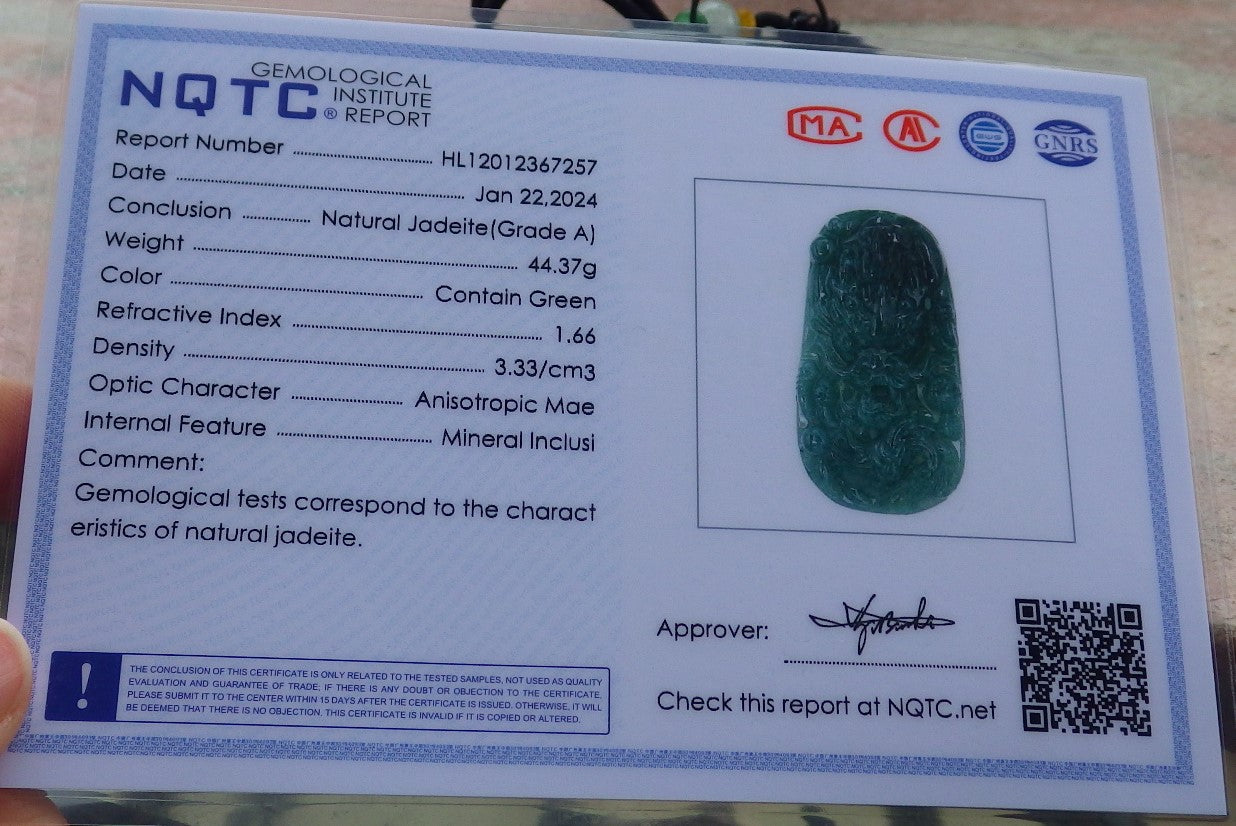 NQTC® GEMOLOGICAL
INSTITUTE
REPORT
Report Number HL12012367257
Date Jan 22,2024
Conclusion Natural Jadeite(Grade A)
Weight 44.37g
Color Contain Green
Refractive Index 1.66
Density 3.33/cm3
Optic Character Anisotropic Mae
Internal Feature Mineral Inclusi
Comment:
Gemological tests correspond to the charact
eristics of natural jadeite.
! THE CONCLUSION OF THIS CERTIFICATE IS ONLY RELATED TO THE TESTED SAMPLES, NOT USED AS QUALITY
EVALUATION AND GUARANTEE OF TRADE; IF THERE IS ANY DOUBT OR OBJECTION TO THE CERTIFICATE,
PLEASE SUBMIT IT TO THE CENTER WITHIN 15 DAYS AFTER THE CERTIFICATE IS ISSUED. OTHERWISE, IT WILL
BE DEEMED THAT THERE IS NO OBJECTION, THIS CERTIFICATE IS INVALID IF IT IS COPIED OR ALTERED.
MA GNRS
Approver:
Check this report at NQTC.net